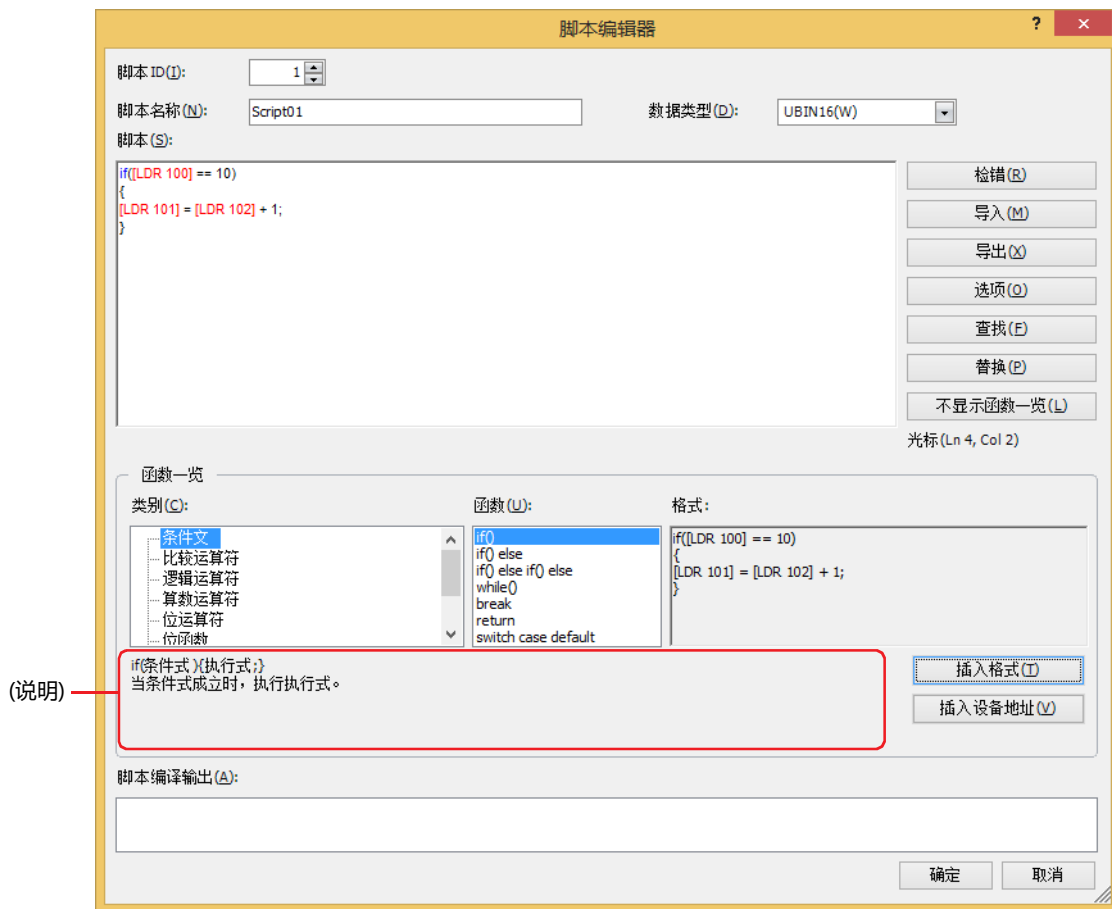 脚本编辑器
? ×
脚本 ID(I): 1
脚本名称(N): Script01 数据类型(D): UBIN16(W)
脚本(S):
if([LDR 100] == 10)
{
[LDR 101] = [LDR 102] + 1;
}
检错(R)
导入(M)
导出(X)
选项(O)
查找(F)
替换(P)
不显示函数一览(L)
光标(Ln 4, Col 2)
函数一览
类别(C):
条件文
比较运算符
逻辑运算符
算数运算符
位运算符
位函数
函数(U):
if()
if() else
if() else if() else
while()
break
return
switch case default
格式:
if([LDR 100] == 10)
{
[LDR 101] = [LDR 102] + 1;
}
(说明)
if(条件式){执行式;}
当条件式成立时，执行执行式。
插入格式(T)
插入设备地址(V)
脚本编译输出(A):
确定 取消